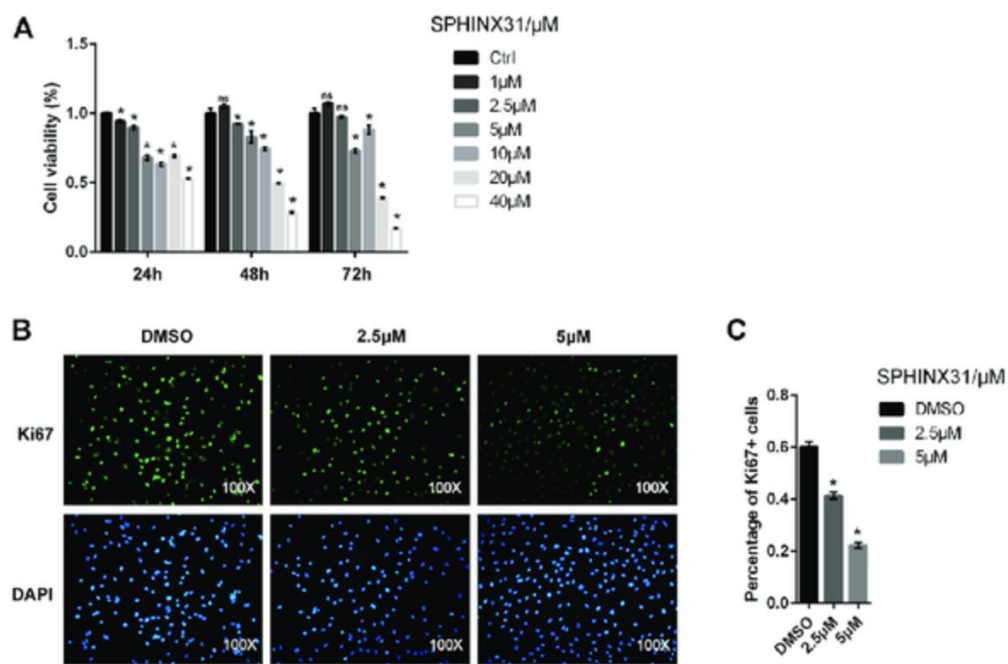 A
SPHINX31/µM
Ctrl
1µM
2.5µM
5µM
10µM
20µM
40µM
Cell viability (%)
1.5
1.0
0.5
0.0
* * * * * *
ns * * * * *
ns ns * * * *
24h 48h 72h
B
DMSO 2.5µM 5µM
Ki67
100X 100X 100X
DAPI
100X 100X 100X
C
SPHINX31/µM
DMSO
2.5µM
5µM
Percentage of Ki67+ cells
0.8
0.6
0.4
0.2
0.0
* *
DMSO 2.5µM 5µM